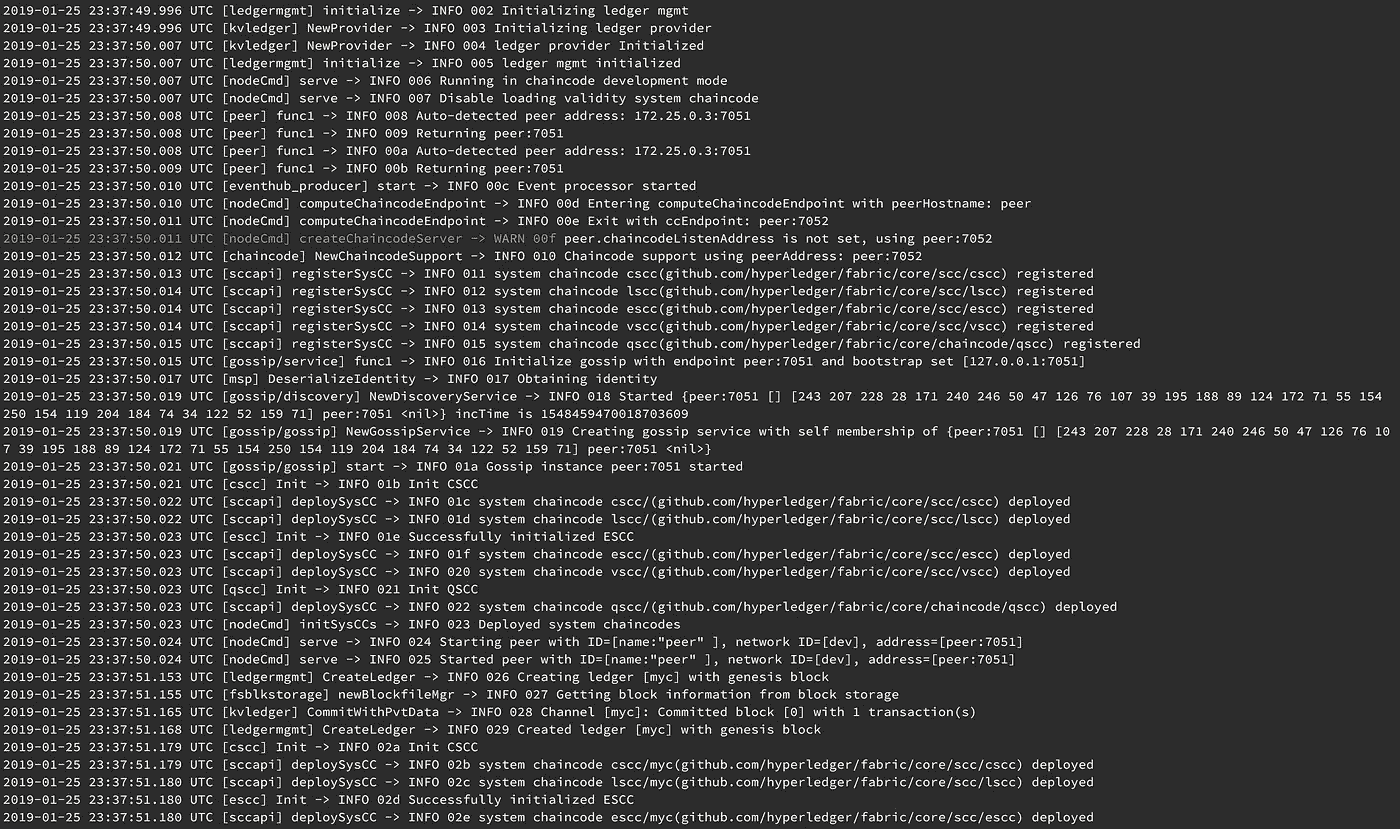 2019-01-25 23:37:49.996 UTC [ledgermgmt] initialize -> INFO 002 Initializing ledger mgmt
2019-01-25 23:37:49.996 UTC [kvledger] NewProvider -> INFO 003 Initializing ledger provider
2019-01-25 23:37:50.007 UTC [kvledger] NewProvider -> INFO 004 ledger provider Initialized
2019-01-25 23:37:50.007 UTC [ledgermgmt] initialize -> INFO 005 ledger mgmt initialized
2019-01-25 23:37:50.007 UTC [nodeCmd] serve -> INFO 006 Running in chaincode development mode
2019-01-25 23:37:50.007 UTC [nodeCmd] serve -> INFO 007 Disable loading validity system chaincode
2019-01-25 23:37:50.008 UTC [peer] func1 -> INFO 008 Auto-detected peer address: 172.25.0.3:7051
2019-01-25 23:37:50.008 UTC [peer] func1 -> INFO 009 Returning peer:7051
2019-01-25 23:37:50.008 UTC [peer] func1 -> INFO 00a Auto-detected peer address: 172.25.0.3:7051
2019-01-25 23:37:50.009 UTC [peer] func1 -> INFO 00b Returning peer:7051
2019-01-25 23:37:50.010 UTC [eventhub_producer] start -> INFO 00c Event processor started
2019-01-25 23:37:50.010 UTC [nodeCmd] computeChaincodeEndpoint -> INFO 00d Entering computeChaincodeEndpoint with peerHostname: peer
2019-01-25 23:37:50.011 UTC [nodeCmd] computeChaincodeEndpoint -> INFO 00e Exit with ccEndpoint: peer:7052
2019-01-25 23:37:50.011 UTC [nodeCmd] createChaincodeServer -> WARN 00f peer.chaincodeListenAddress is not set, using peer:7052
2019-01-25 23:37:50.012 UTC [chaincode] NewChaincodeSupport -> INFO 010 Chaincode support using peerAddress: peer:7052
2019-01-25 23:37:50.013 UTC [sccapi] registerSysCC -> INFO 011 system chaincode cscc(github.com/hyperledger/fabric/core/scc/cscc) registered
2019-01-25 23:37:50.014 UTC [sccapi] registerSysCC -> INFO 012 system chaincode lscc(github.com/hyperledger/fabric/core/scc/lscc) registered
2019-01-25 23:37:50.014 UTC [sccapi] registerSysCC -> INFO 013 system chaincode escc(github.com/hyperledger/fabric/core/scc/escc) registered
2019-01-25 23:37:50.014 UTC [sccapi] registerSysCC -> INFO 014 system chaincode vscc(github.com/hyperledger/fabric/core/scc/vscc) registered
2019-01-25 23:37:50.015 UTC [sccapi] registerSysCC -> INFO 015 system chaincode qscc(github.com/hyperledger/fabric/core/chaincode/qscc) registered
2019-01-25 23:37:50.015 UTC [gossip/service] func1 -> INFO 016 Initialize gossip with endpoint peer:7051 and bootstrap set [127.0.0.1:7051]
2019-01-25 23:37:50.017 UTC [msp] DeserializeIdentity -> INFO 017 Obtaining identity
2019-01-25 23:37:50.019 UTC [gossip/discovery] NewDiscoveryService -> INFO 018 Started {peer:7051 [] [243 207 228 28 171 240 246 50 47 126 76 107 39 195 188 89 124 172 71 55 154
250 154 119 204 184 74 34 122 52 159 71] peer:7051 <nil>} incTime is 1548459470018703609
2019-01-25 23:37:50.019 UTC [gossip/gossip] NewGossipService -> INFO 019 Creating gossip service with self membership of {peer:7051 [] [243 207 228 28 171 240 246 50 47 126 76 10
7 39 195 188 89 124 172 71 55 154 250 154 119 204 184 74 34 122 52 159 71] peer:7051 <nil>}
2019-01-25 23:37:50.021 UTC [gossip/gossip] start -> INFO 01a Gossip instance peer:7051 started
2019-01-25 23:37:50.021 UTC [cscc] Init -> INFO 01b Init CSCC
2019-01-25 23:37:50.022 UTC [sccapi] deploySysCC -> INFO 01c system chaincode cscc/(github.com/hyperledger/fabric/core/scc/cscc) deployed
2019-01-25 23:37:50.022 UTC [sccapi] deploySysCC -> INFO 01d system chaincode lscc/(github.com/hyperledger/fabric/core/scc/lscc) deployed
2019-01-25 23:37:50.023 UTC [escc] Init -> INFO 01e Successfully initialized ESCC
2019-01-25 23:37:50.023 UTC [sccapi] deploySysCC -> INFO 01f system chaincode escc/(github.com/hyperledger/fabric/core/scc/escc) deployed
2019-01-25 23:37:50.023 UTC [sccapi] deploySysCC -> INFO 020 system chaincode vscc/(github.com/hyperledger/fabric/core/scc/vscc) deployed
2019-01-25 23:37:50.023 UTC [qscc] Init -> INFO 021 Init QSCC
2019-01-25 23:37:50.023 UTC [sccapi] deploySysCC -> INFO 022 system chaincode qscc/(github.com/hyperledger/fabric/core/chaincode/qscc) deployed
2019-01-25 23:37:50.023 UTC [nodeCmd] initSysCCs -> INFO 023 Deployed system chaincodes
2019-01-25 23:37:50.024 UTC [nodeCmd] serve -> INFO 024 Starting peer with ID=[name:"peer" ], network ID=[dev], address=[peer:7051]
2019-01-25 23:37:50.024 UTC [nodeCmd] serve -> INFO 025 Started peer with ID=[name:"peer" ], network ID=[dev], address=[peer:7051]
2019-01-25 23:37:51.153 UTC [ledgermgmt] CreateLedger -> INFO 026 Creating ledger [myc] with genesis block
2019-01-25 23:37:51.155 UTC [fsblkstorage] newBlockfileMgr -> INFO 027 Getting block information from block storage
2019-01-25 23:37:51.165 UTC [kvledger] CommitWithPvtData -> INFO 028 Channel [myc]: Committed block [0] with 1 transaction(s)
2019-01-25 23:37:51.168 UTC [ledgermgmt] CreateLedger -> INFO 029 Created ledger [myc] with genesis block
2019-01-25 23:37:51.179 UTC [cscc] Init -> INFO 02a Init CSCC
2019-01-25 23:37:51.179 UTC [sccapi] deploySysCC -> INFO 02b system chaincode cscc/myc(github.com/hyperledger/fabric/core/scc/cscc) deployed
2019-01-25 23:37:51.180 UTC [sccapi] deploySysCC -> INFO 02c system chaincode lscc/myc(github.com/hyperledger/fabric/core/scc/lscc) deployed
2019-01-25 23:37:51.180 UTC [escc] Init -> INFO 02d Successfully initialized ESCC
2019-01-25 23:37:51.180 UTC [sccapi] deploySysCC -> INFO 02e system chaincode escc/myc(github.com/hyperledger/fabric/core/scc/escc) deployed